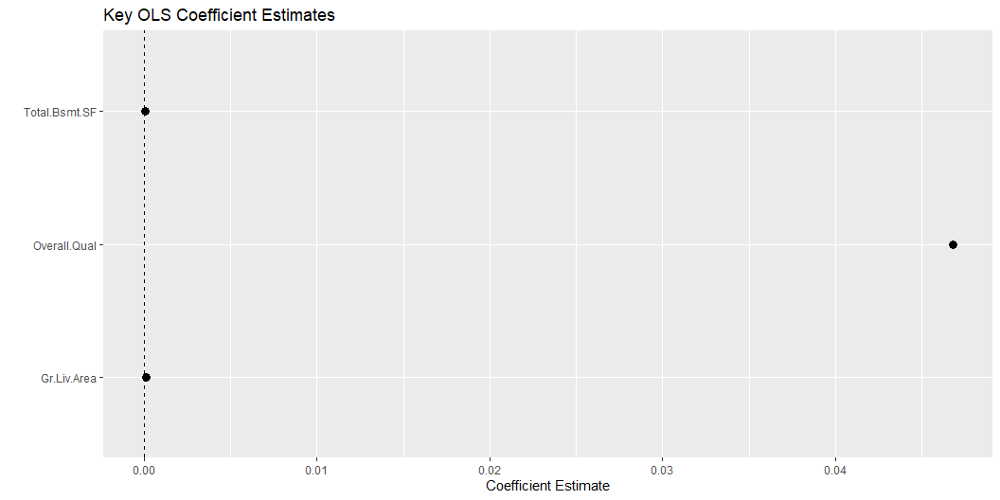 Key OLS Coefficient Estimates
Total.Bsmt.SF
Overall.Qual
Gr.Liv.Area
0.00 0.01 0.02 0.03 0.04
Coefficient Estimate